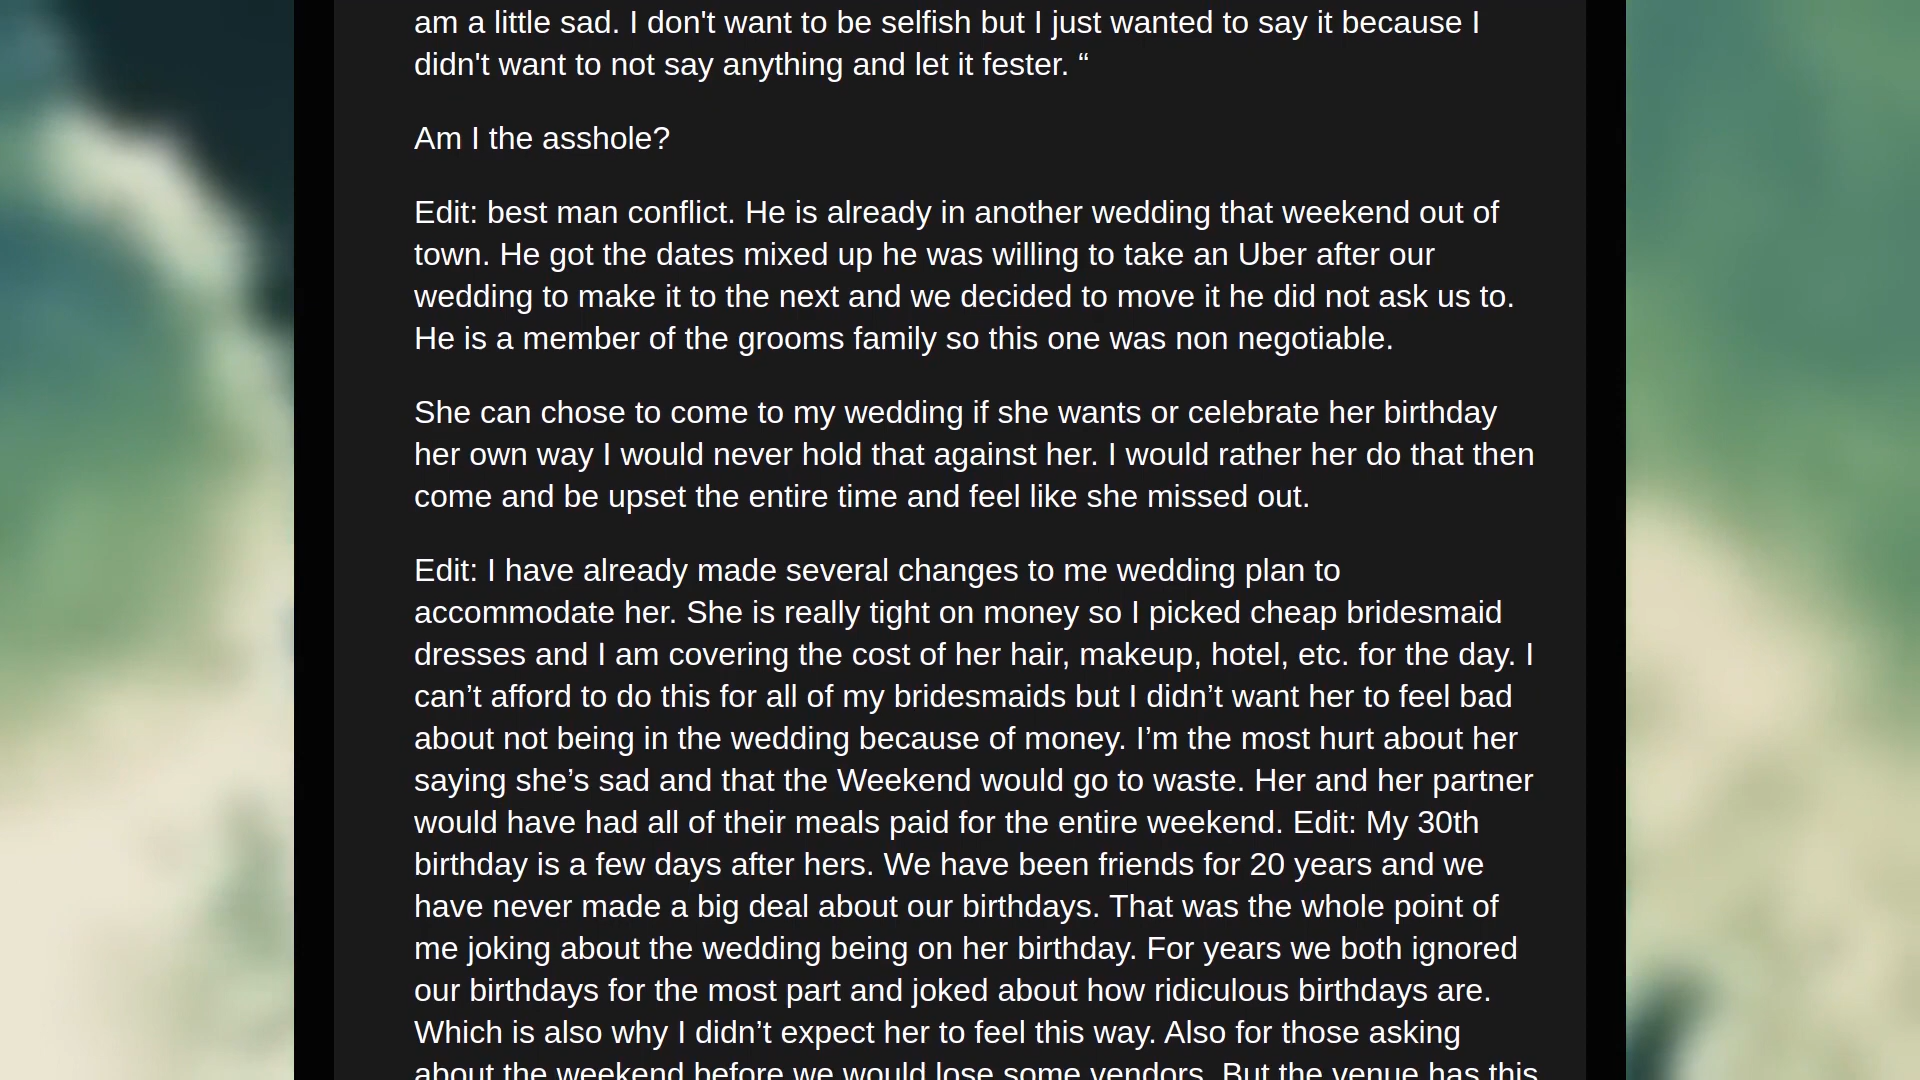 am a little sad. I don't want to be selfish but I just wanted to say it because I
didn't want to not say anything and let it fester. “
Am I the asshole?
Edit: best man conflict. He is already in another wedding that weekend out of
town. He got the dates mixed up he was willing to take an Uber after our
wedding to make it to the next and we decided to move it he did not ask us to.
He is a member of the grooms family so this one was non negotiable.
She can chose to come to my wedding if she wants or celebrate her birthday
her own way I would never hold that against her. I would rather her do that then
come and be upset the entire time and feel like she missed out.
Edit: I have already made several changes to me wedding plan to
accommodate her. She is really tight on money so I picked cheap bridesmaid
dresses and I am covering the cost of her hair, makeup, hotel, etc. for the day. I
can’t afford to do this for all of my bridesmaids but I didn’t want her to feel bad
about not being in the wedding because of money. I’m the most hurt about her
saying she’s sad and that the Weekend would go to waste. Her and her partner
would have had all of their meals paid for the entire weekend. Edit: My 30th
birthday is a few days after hers. We have been friends for 20 years and we
have never made a big deal about our birthdays. That was the whole point of
me joking about the wedding being on her birthday. For years we both ignored
our birthdays for the most part and joked about how ridiculous birthdays are.
Which is also why I didn’t expect her to feel this way. Also for those asking
about the weekend before we would lose some vendors. But the venue has this